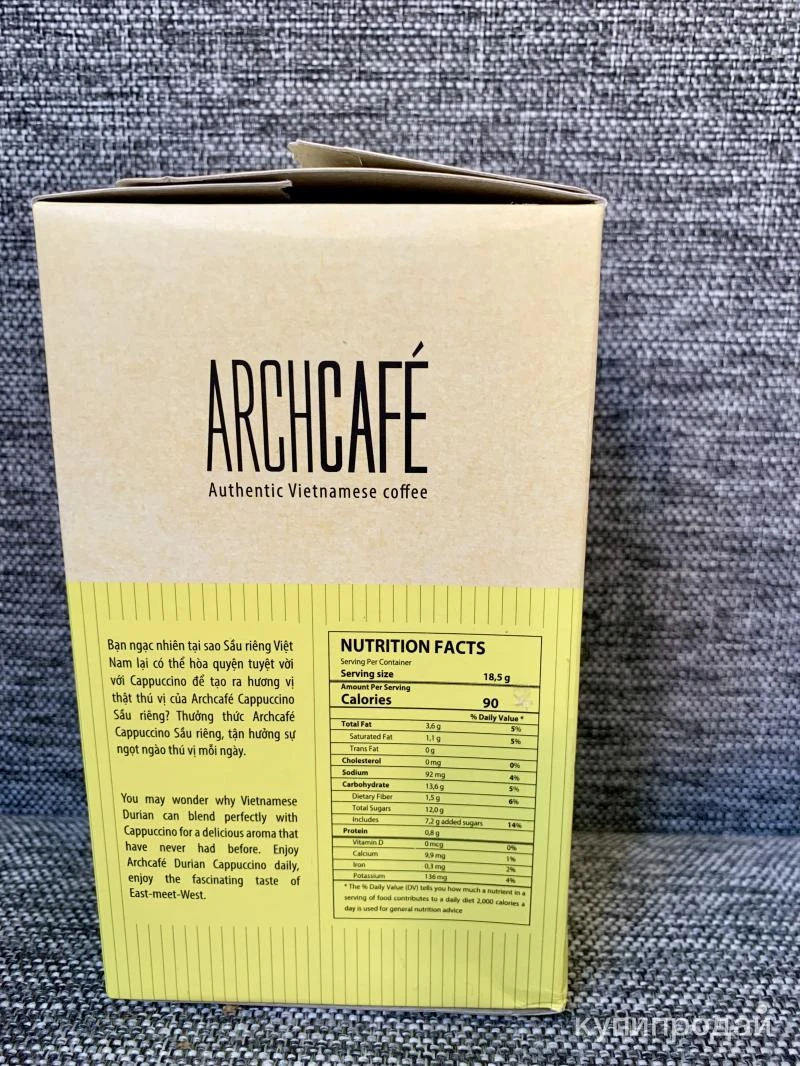 ARCHCAFÉ
Authentic Vietnamese coffee
Bạn ngạc nhiên tại sao Sầu riêng Việt
Nam lại có thể hòa quyện tuyệt vời
với Cappuccino để tạo ra hương vị
thật thú vị của Archcafé Cappuccino
Sầu riêng? Thưởng thức Archcafé
Cappuccino Sầu riêng, tận hưởng sự
ngọt ngào thú vị mỗi ngày.
You may wonder why Vietnamese
Durian can blend perfectly with
Cappuccino for a delicious aroma that
have never had before. Enjoy
Archcafé Durian Cappuccino daily,
enjoy the fascinating taste of
East-meet-West.
NUTRITION FACTS
Serving Per Container
Serving size 18,5 g
Amount Per Serving
Calories 90
% Daily Value *
Total Fat 3,6 g 5%
Saturated Fat 1,1 g 5%
Trans Fat 0 g
Cholesterol 0 mg 0%
Sodium 92 mg 4%
Carbohydrate 13,6 g 5%
Dietary Fiber 1,5 g 6%
Total Sugars 12,0 g
Includes 7,2 g added sugars 14%
Protein 0,8 g
Vitamin D 0 mcg 0%
Calcium 9,9 mg 1%
Iron 0,3 mg 2%
Potassium 136 mg 4%
* The % Daily Value (DV) tells you how much a nutrient in a
serving of food contributes to a daily diet 2,000 calories a
day is used for general nutrition advice
купипродай